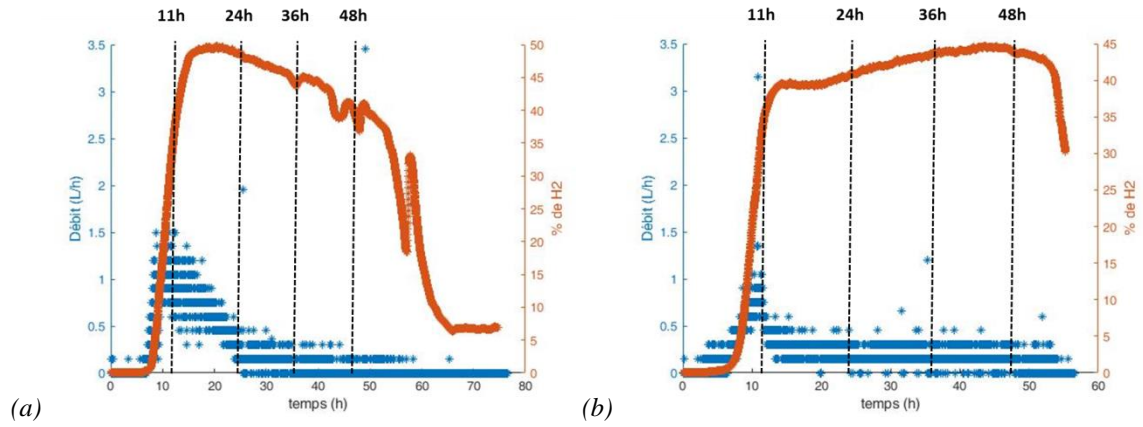 11h 24h 36h 48h
3.5 50
3 45
40
2.5 35
2 30
25
1.5 20
1 15
10
0.5 5
0 0
Débit (L/h)
% de H2
0 10 20 30 40 50 60 70 80
temps (h)
(a)
11h 24h 36h 48h
3.5 45
3 40
35
2.5 30
2 25
1.5 20
15
1 10
0.5 5
0 0
Débit (L/h)
% de H2
0 10 20 30 40 50 60
temps (h)
(b)